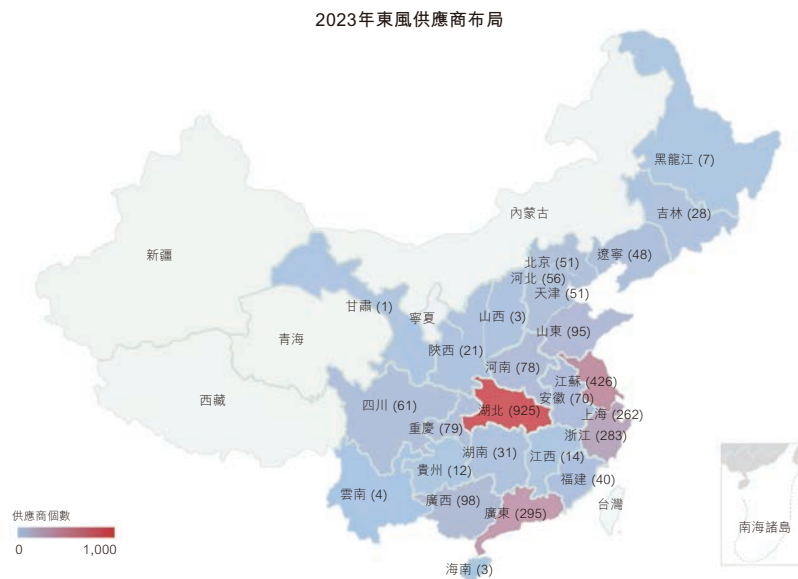 2023年東風供應商布局
黑龍江 (7)
吉林 (28)
內蒙古
遼寧 (48)
新疆
北京 (51)
河北 (56)
天津 (51)
甘肅 (1)
寧夏
山西 (3)
山東 (95)
青海
陝西 (21)
河南 (78)
江蘇 (426)
西藏
四川 (61)
湖北 (925)
安徽 (70)
上海 (262)
重慶 (79)
浙江 (283)
湖南 (31)
江西 (14)
貴州 (12)
福建 (40)
雲南 (4)
廣西 (98)
廣東 (295)
台灣
供應商個數
0
1,000
南海諸島
海南 (3)